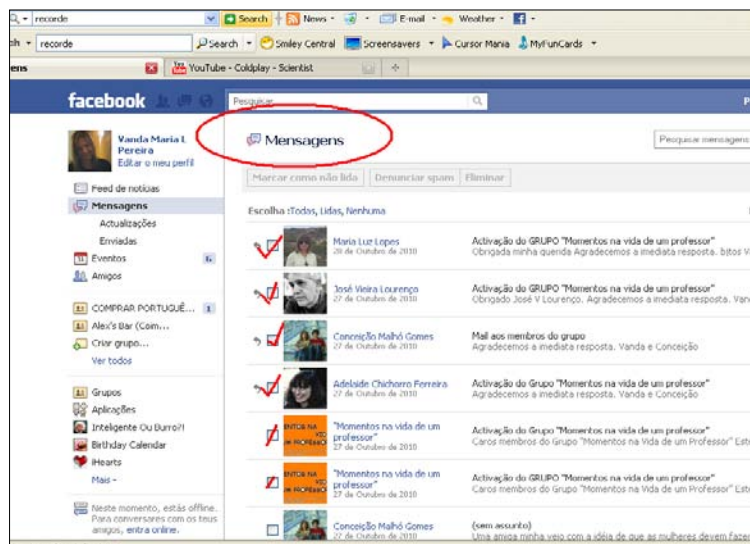 recorde Search News E-mail Weather
ch recorde Search Smiley Central Screensavers Cursor Mania MyFunCards
ens YouTube - Coldplay - Scientist
facebook Pesquisar
Mensagens Pesquisar mensagens
Vanda Maria L
Pereira
Editar o meu perfil
Marcar como não lida Denunciar spam Eliminar
Feed de notícias
Mensagens
Actualizações
Enviadas
Eventos
Amigos
COMPRAR PORTUGUÊ... 1
Alex's Bar (Com...
Criar grupo...
Ver todos
Grupos
Aplicações
Inteligente Ou Burro?!
Birthday Calendar
iHearts
Mais
Neste momento, estás offline.
Para conversares com os teus
amigos, entra online.
Escolha :Todas, Lidas, Nenhuma
Maria Luz Lopes Activação do GRUPO "Momentos na vida de um professor"
28 de Outubro de 2010 Obrigada minha querida Agradecemos a imediata resposta. bjtos
José Vieira Lourenço Activação do GRUPO "Momentos na vida de um professor"
27 de Outubro de 2010 Obrigado José V Lourenço. Agradecemos a imediata resposta.
Conceição Malhó Gomes Mail aos membros do grupo
27 de Outubro de 2010 Agradecemos a imediata resposta. Vanda e Conceição
Adelaide Chichorro Ferreira Activação do Grupo "Momentos na vida de um professor"
27 de Outubro de 2010 Agradecemos a imediata resposta. Vanda e Conceição
"Momentos na vida de um Activação do Grupo "Momentos na vida de um professor"
professor" Caros membros do Grupo "Momentos na Vida de um Professor"
27 de Outubro de 2010
"Momentos na vida de um Activação do GRUPO "Momentos na vida de um professor"
professor" Caros membros do Grupo "Momentos na Vida de um Professor"
27 de Outubro de 2010
Conceição Malhó Gomes (sem assunto)
27 de Outubro de 2010 Uma amiga minha veio com a idéia de que as mulheres devem fazer